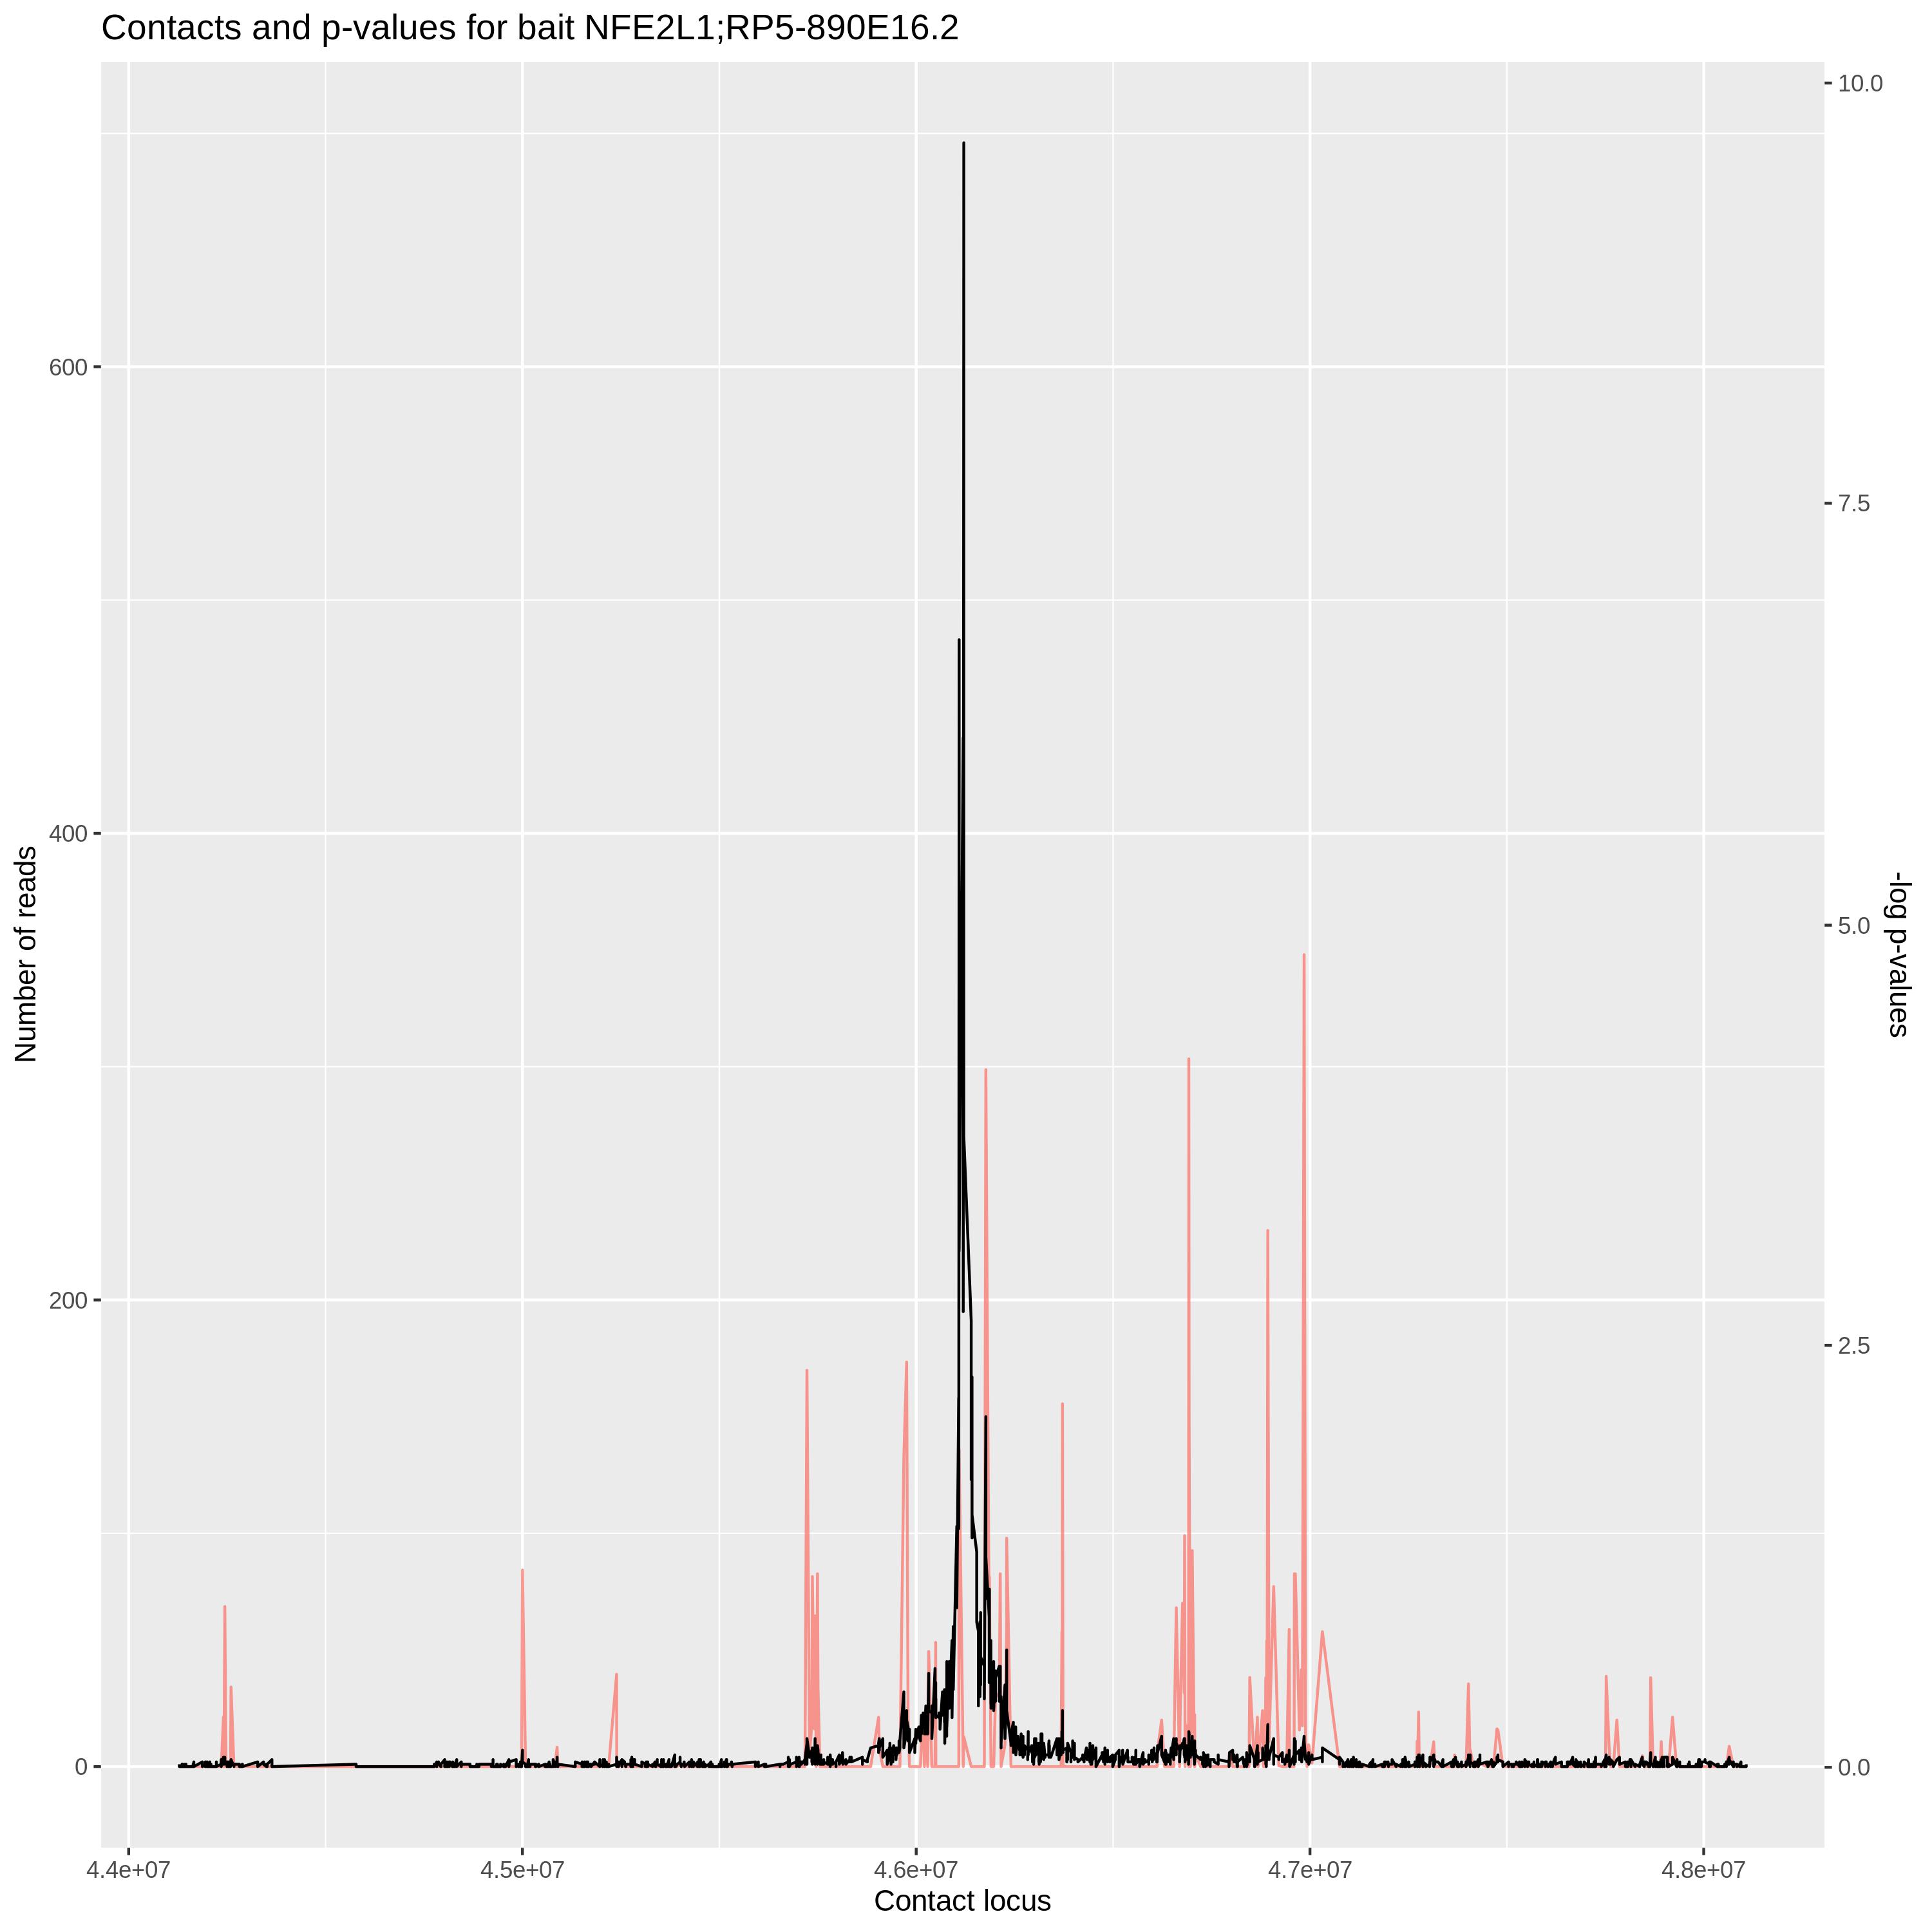 Contacts and p-values for bait NFE2L1;RP5-890E16.2
10.0
7.5
5.0
2.5
0.0
600
400
200
0
Number of reads
-log p-values
4.4e+07 4.5e+07 4.6e+07 4.7e+07 4.8e+07
Contact locus